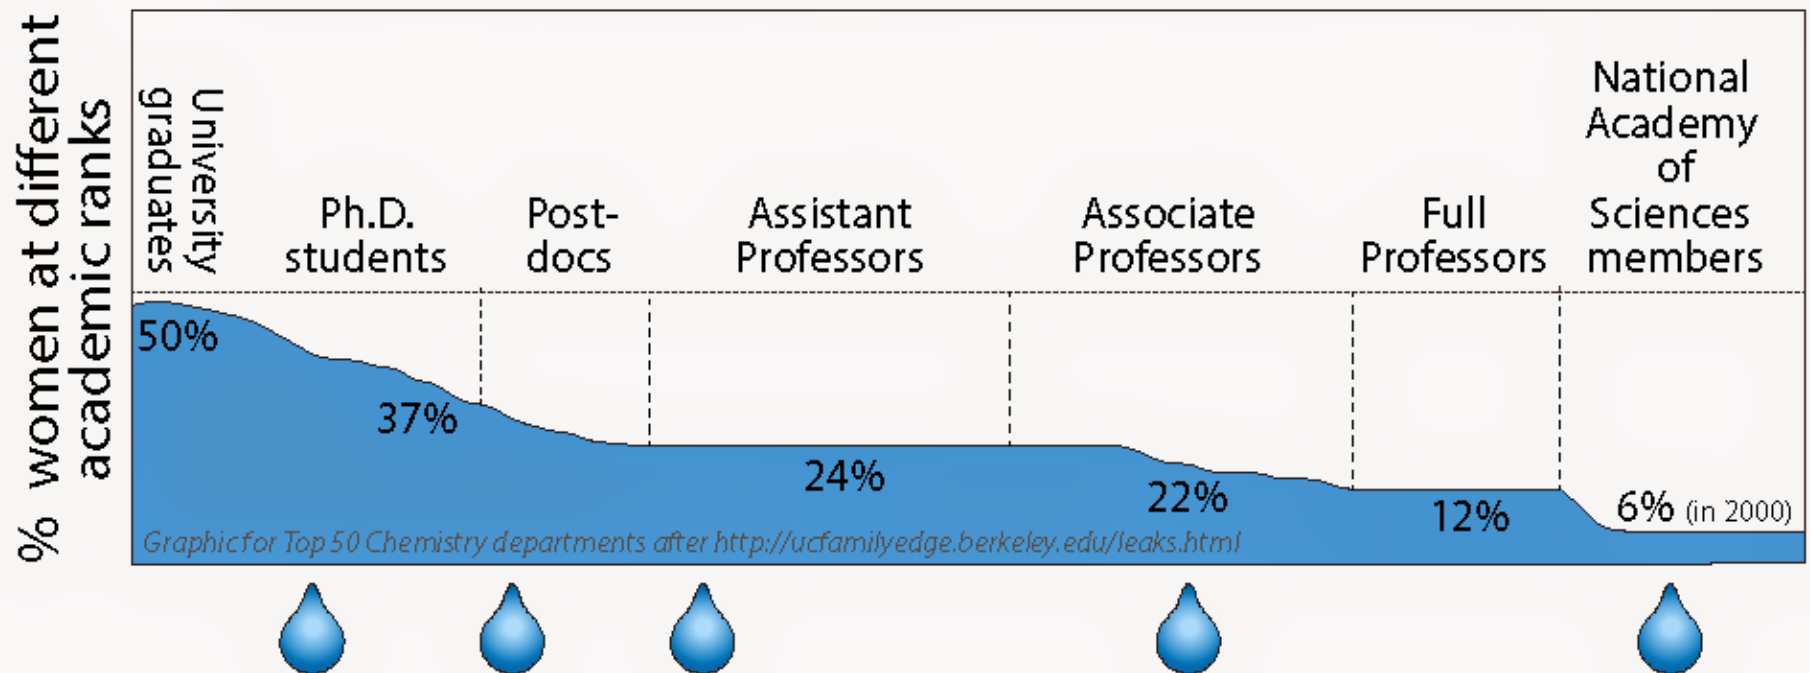 % women at different
academic ranks
University
graduates
Ph.D.
students
Post-
docs
Assistant
Professors
Associate
Professors
Full
Professors
National
Academy
of
Sciences
members
50%
37%
24%
22%
12%
6% (in 2000)
Graphic for Top 50 Chemistry departments after http://ucfamilyedge.berkeley.edu/leaks.html